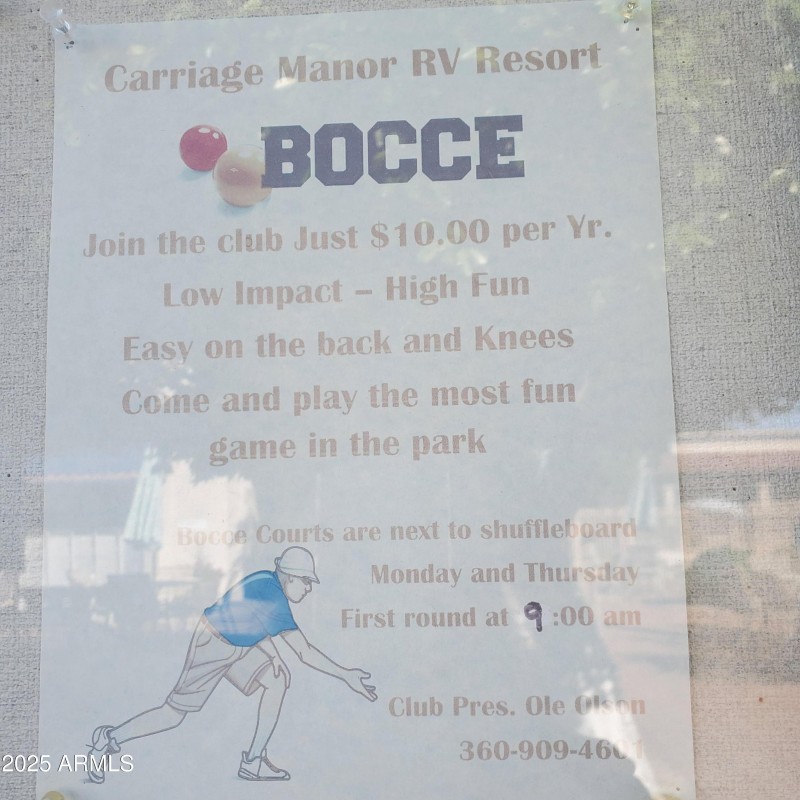 Carriage Manor RV Resort
BOCCE
Join the club Just $10.00 per Yr.
Low Impact – High Fun
Easy on the back and Knees
Come and play the most fun
game in the park
Bocce Courts are next to shuffleboard
Monday and Thursday
First round at 9:00 am
Club Pres. Ole Olson
2025 ARMLS